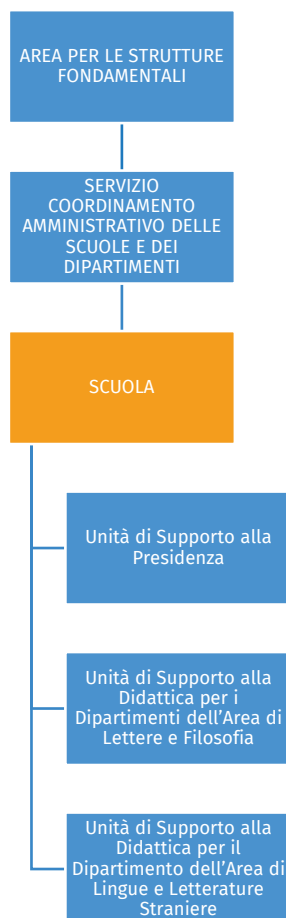 AREA PER LE STRUTTURE
FONDAMENTALI
SERVIZIO
COORDINAMENTO
AMMINISTRATIVO DELLE
SCUOLE E DEI
DIPARTIMENTI
SCUOLA
Unità di Supporto alla
Presidenza
Unità di Supporto alla
Didattica per i
Dipartimenti dell’Area di
Lettere e Filosofia
Unità di Supporto alla
Didattica per il
Dipartimento dell’Area di
Lingue e Letterature
Straniere